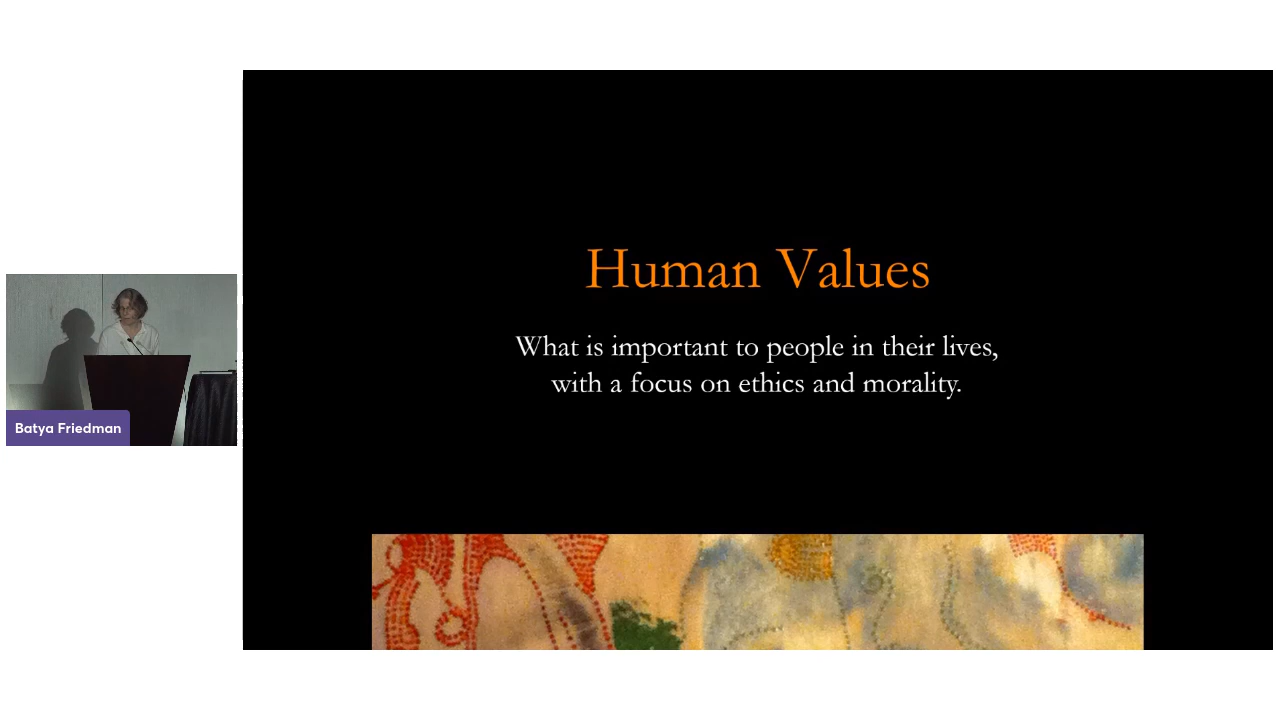 Human Values
What is important to people in their lives,
with a focus on ethics and morality.
Batya Friedman